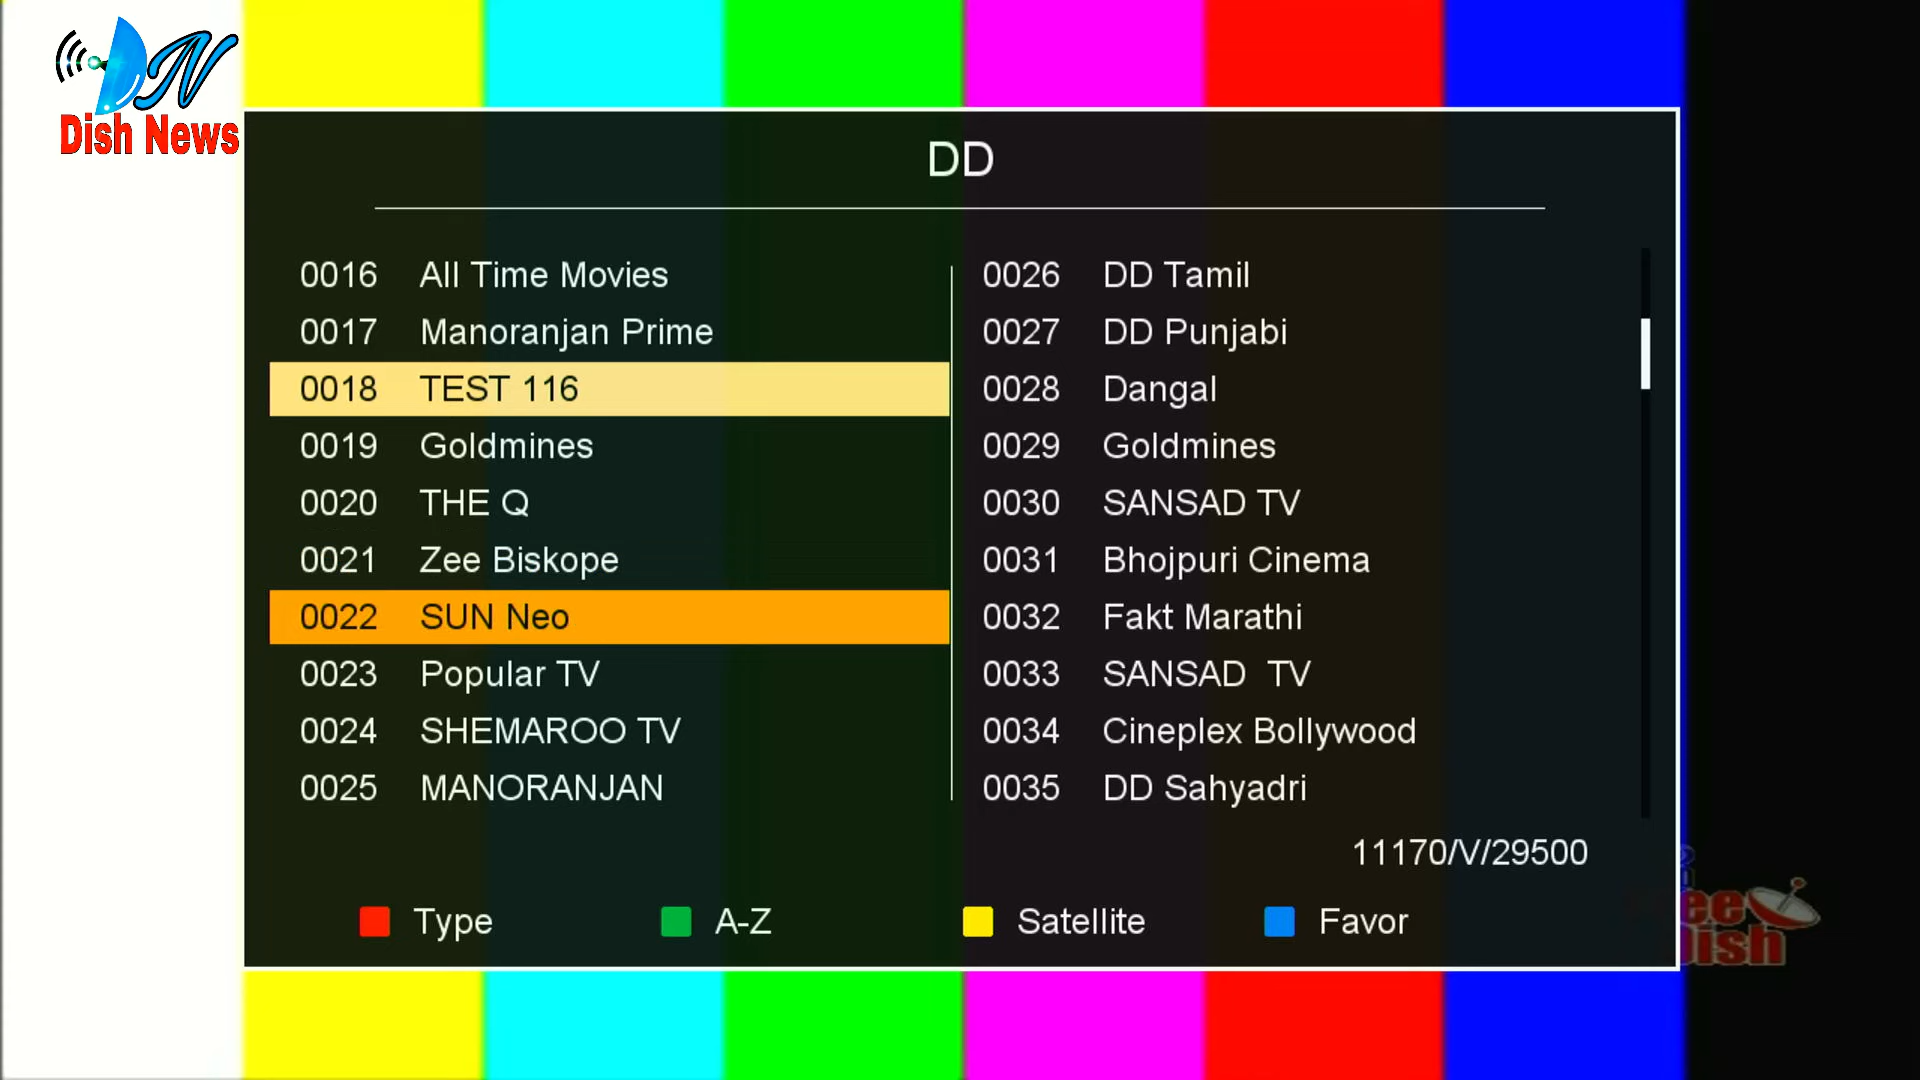 DN
Dish News
DD
0016 All Time Movies
0017 Manoranjan Prime
0018 TEST 116
0019 Goldmines
0020 THE Q
0021 Zee Biskope
0022 SUN Neo
0023 Popular TV
0024 SHEMAROO TV
0025 MANORANJAN
0026 DD Tamil
0027 DD Punjabi
0028 Dangal
0029 Goldmines
0030 SANSAD TV
0031 Bhojpuri Cinema
0032 Fakt Marathi
0033 SANSAD  TV
0034 Cineplex Bollywood
0035 DD Sahyadri
11170/V/29500
Type A-Z Satellite Favor
ee
Dish